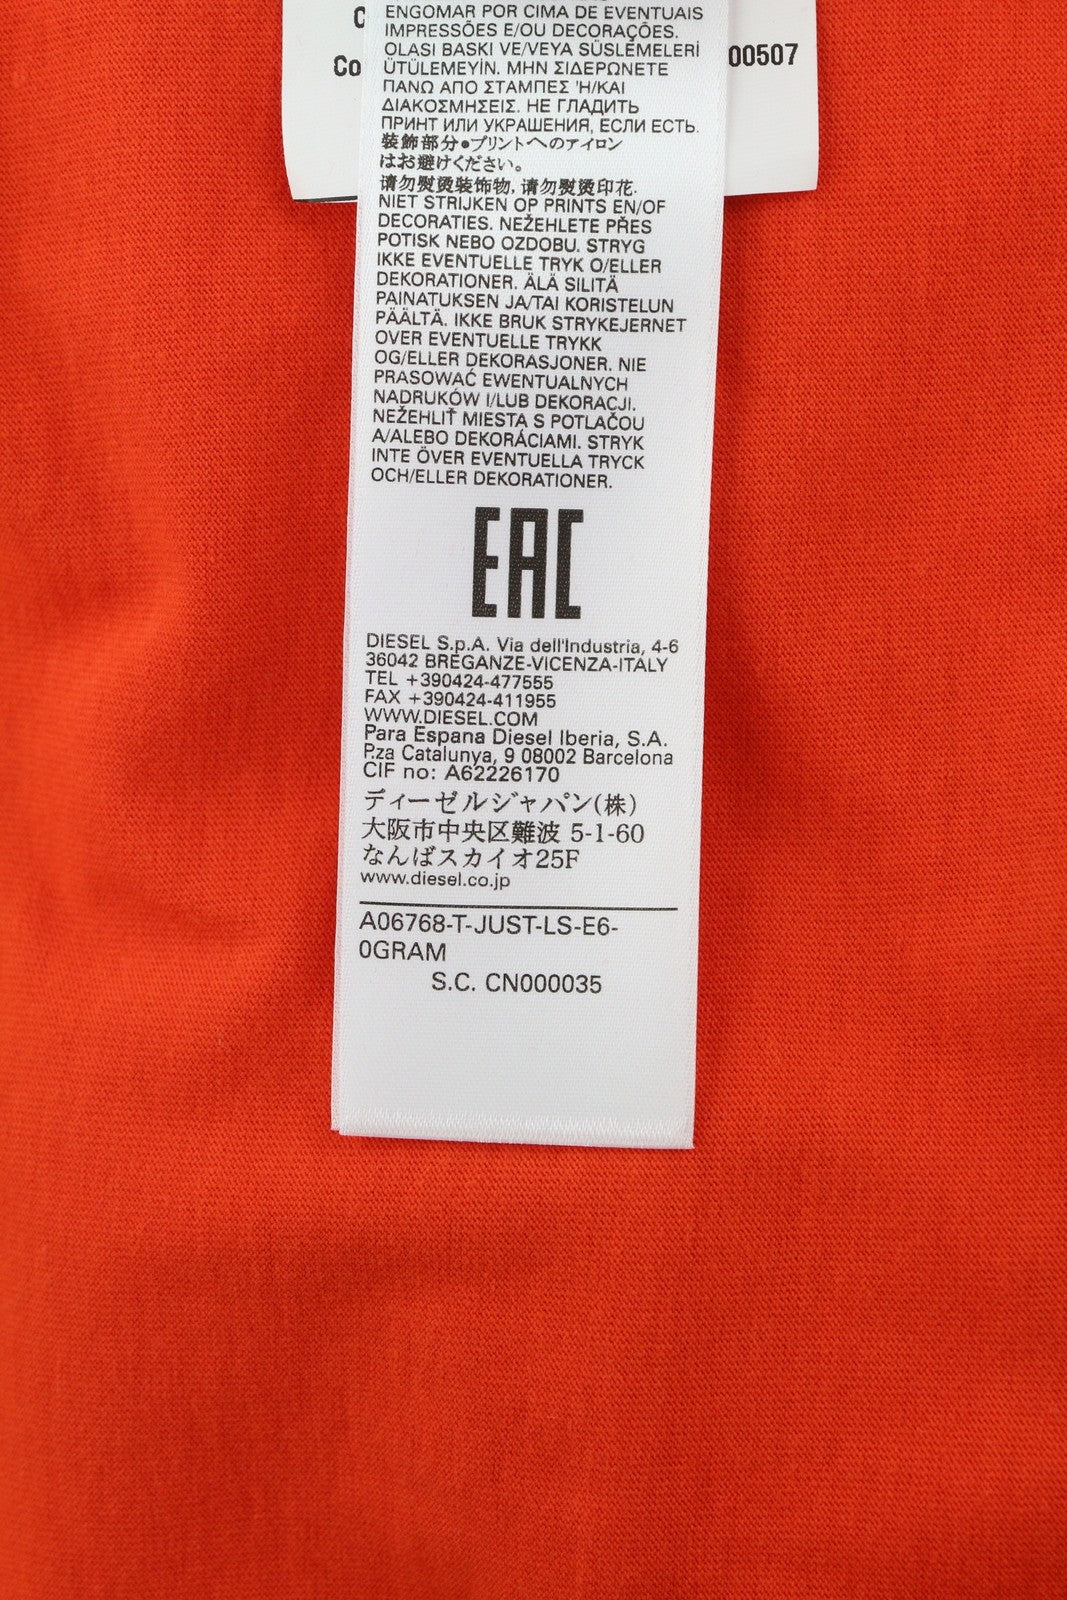 ENGOMAR POR CIMA DE EVENTUAIS
IMPRESSÕES E/OU DECORAÇÕES.
OLASI BASKI VE/VEYA SÜSLEMELERİ
ÜTÜLEMEYİN. ΜΗΝ ΣΙΔΕΡΩΝΕΤΕ
ΠΑΝΩ ΑΠΟ ΣΤΑΜΠΕΣ 'Η/ΚΑΙ
ΔΙΑΚΟΣΜΗΣΕΙΣ. НЕ ГЛАДИТЬ
ПРИНТ ИЛИ УКРАШЕНИЯ, ЕСЛИ ЕСТЬ.
装飾部分●プリントへのアイロン
はお避けください。
请勿熨烫装饰物, 请勿熨烫印花.
NIET STRIJKEN OP PRINTS EN/OF
DECORATIES. NEŽEHLETE PŘES
POTISK NEBO OZDOBU. STRYG
IKKE EVENTUELLE TRYK O/ELLER
DEKORATIONER. ÄLÄ SILITÄ
PAINATUKSEN JA/TAI KORISTELUN
PÄÄLTÄ. IKKE BRUK STRYKEJERNET
OVER EVENTUELLE TRYKK
OG/ELLER DEKORASJONER. NIE
PRASOWAĆ EWENTUALNYCH
NADRUKÓW I/LUB DEKORACJI.
NEŽEHLIŤ MIESTA S POTLAČOU
A/ALEBO DEKORÁCIAMI. STRYK
INTE ÖVER EVENTUELLA TRYCK
OCH/ELLER DEKORATIONER.
EAC
DIESEL S.p.A. Via dell'Industria, 4-6
36042 BREGANZE-VICENZA-ITALY
TEL +390424-477555
FAX +390424-411955
WWW.DIESEL.COM
Para Espana Diesel Iberia, S.A.
P.za Catalunya, 9 08002 Barcelona
CIF no: A62226170
ディーゼルジャパン(株)
大阪市中央区難波 5-1-60
なんばスカイオ25F
www.diesel.co.jp
A06768-T-JUST-LS-E6-
0GRAM
S.C. CN000035
Co
00507